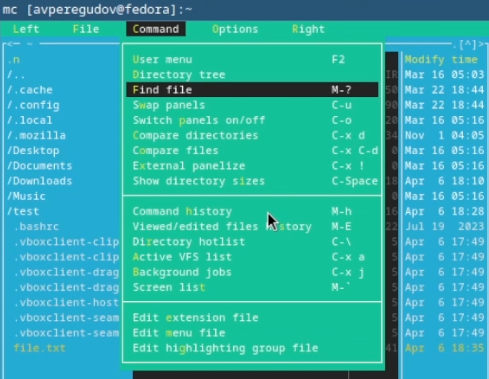 mc [avperegudov@fedora]:~
Left File Command Options Right
<— ~ .[^]>
.n Modify time
/.. Mar 16 05:03
/.cache Mar 22 18:44
/.config Mar 22 18:44
/.local Mar 16 05:16
/.mozilla Nov 1 04:05
/Desktop Mar 16 05:16
/Documents Mar 16 05:16
/Downloads Apr 6 18:10
/Music Mar 16 05:16
/test Apr 6 18:28
.bashrc Jul 19 2023
.vboxclient-clip Apr 6 17:49
.vboxclient-clip Apr 6 17:49
.vboxclient-drag Apr 6 17:49
.vboxclient-drag Apr 6 17:49
.vboxclient-host Apr 6 17:49
.vboxclient-seam Apr 6 17:49
.vboxclient-seam Apr 6 17:49
file.txt Apr 6 18:35
User menu F2
Directory tree
Find file M-?
Swap panels C-u
Switch panels on/off C-o
Compare directories C-x d
Compare files C-x C-d
External panelize C-x !
Show directory sizes C-Space
Command history M-h
Viewed/edited files history M-E
Directory hotlist C-\
Active VFS list C-x a
Background jobs C-x j
Screen list M-`
Edit extension file
Edit menu file
Edit highlighting group file